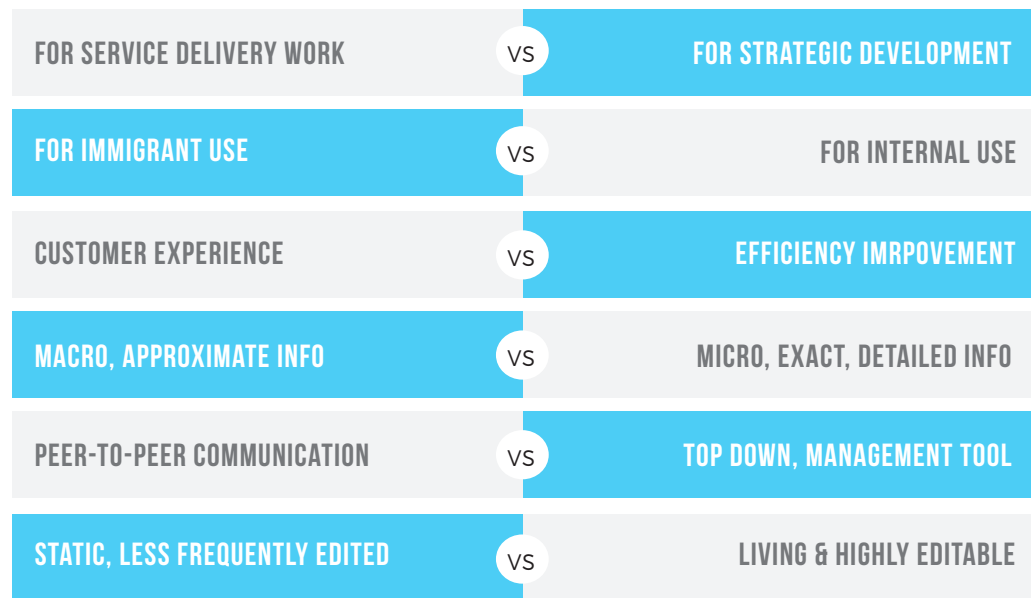 FOR SERVICE DELIVERY WORK VS FOR STRATEGIC DEVELOPMENT
FOR IMMIGRANT USE VS FOR INTERNAL USE
CUSTOMER EXPERIENCE VS EFFICIENCY IMRPOVEMENT
MACRO, APPROXIMATE INFO VS MICRO, EXACT, DETAILED INFO
PEER-TO-PEER COMMUNICATION VS TOP DOWN, MANAGEMENT TOOL
STATIC, LESS FREQUENTLY EDITED VS LIVING & HIGHLY EDITABLE